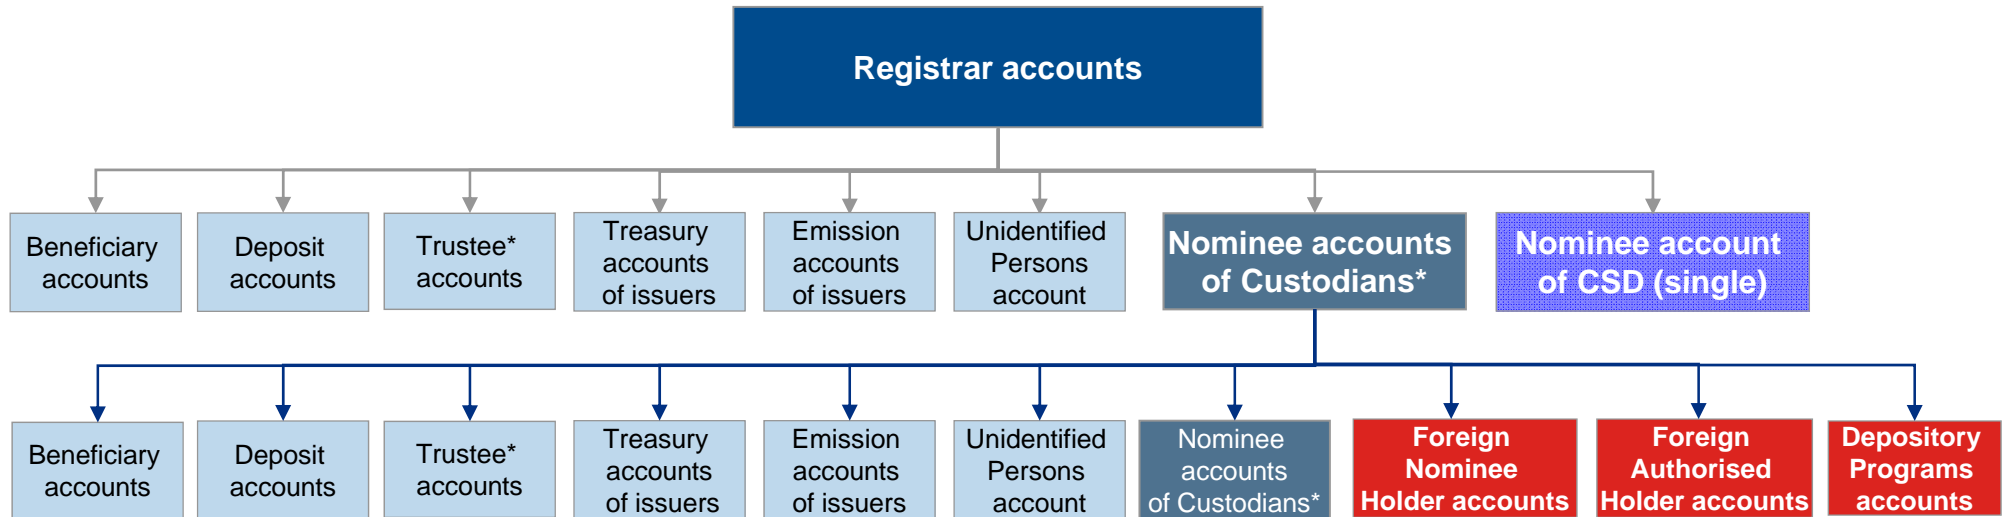 Registrar accounts
Beneficiary
accounts
Deposit
accounts
Trustee*
accounts
Treasury
accounts
of issuers
Emission
accounts
of issuers
Unidentified
Persons
account
Nominee accounts
of Custodians*
Nominee account
of CSD (single)
Beneficiary
accounts
Deposit
accounts
Trustee*
accounts
Treasury
accounts
of issuers
Emission
accounts
of issuers
Unidentified
Persons
account
Nominee
accounts
of Custodians*
Foreign
Nominee
Holder accounts
Foreign
Authorised
Holder accounts
Depository
Programs
accounts